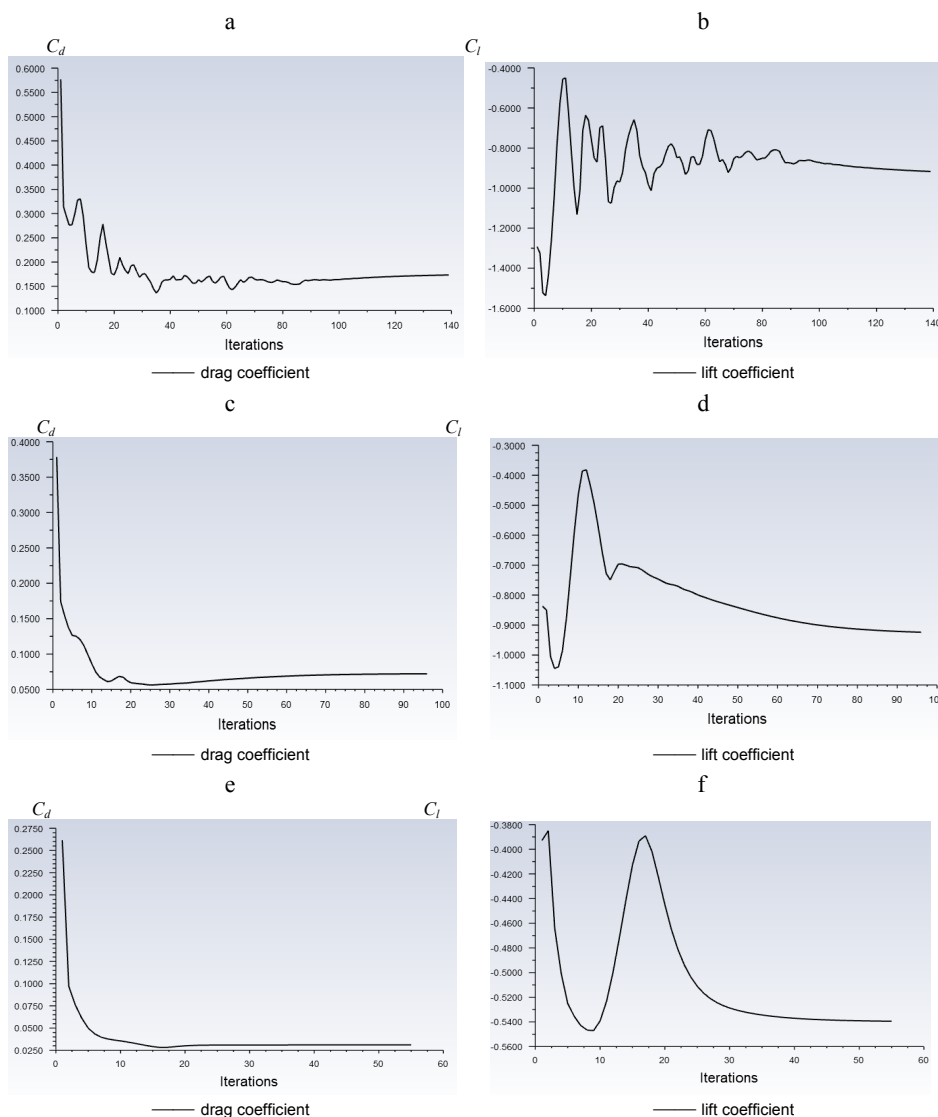 a
b
C_d
C_l
0.6000
0.5500
0.5000
0.4500
0.4000
0.3500
0.3000
0.2500
0.2000
0.1500
0.1000
0 20 40 60 80 100 120 140
Iterations
drag coefficient
-0.4000
-0.6000
-0.8000
-1.0000
-1.2000
-1.4000
-1.6000
0 20 40 60 80 100 120 140
Iterations
lift coefficient
c
d
C_d
C_l
0.4000
0.3500
0.3000
0.2500
0.2000
0.1500
0.1000
0.0500
0 10 20 30 40 50 60 70 80 90 100
Iterations
drag coefficient
-0.3000
-0.4000
-0.5000
-0.6000
-0.7000
-0.8000
-0.9000
-1.0000
-1.1000
0 10 20 30 40 50 60 70 80 90 100
Iterations
lift coefficient
e
f
C_d
C_l
0.2750
0.2500
0.2250
0.2000
0.1750
0.1500
0.1250
0.1000
0.0750
0.0500
0.0250
0 10 20 30 40 50 60
Iterations
drag coefficient
-0.3800
-0.4000
-0.4200
-0.4400
-0.4600
-0.4800
-0.5000
-0.5200
-0.5400
-0.5600
0 10 20 30 40 50 60
Iterations
lift coefficient